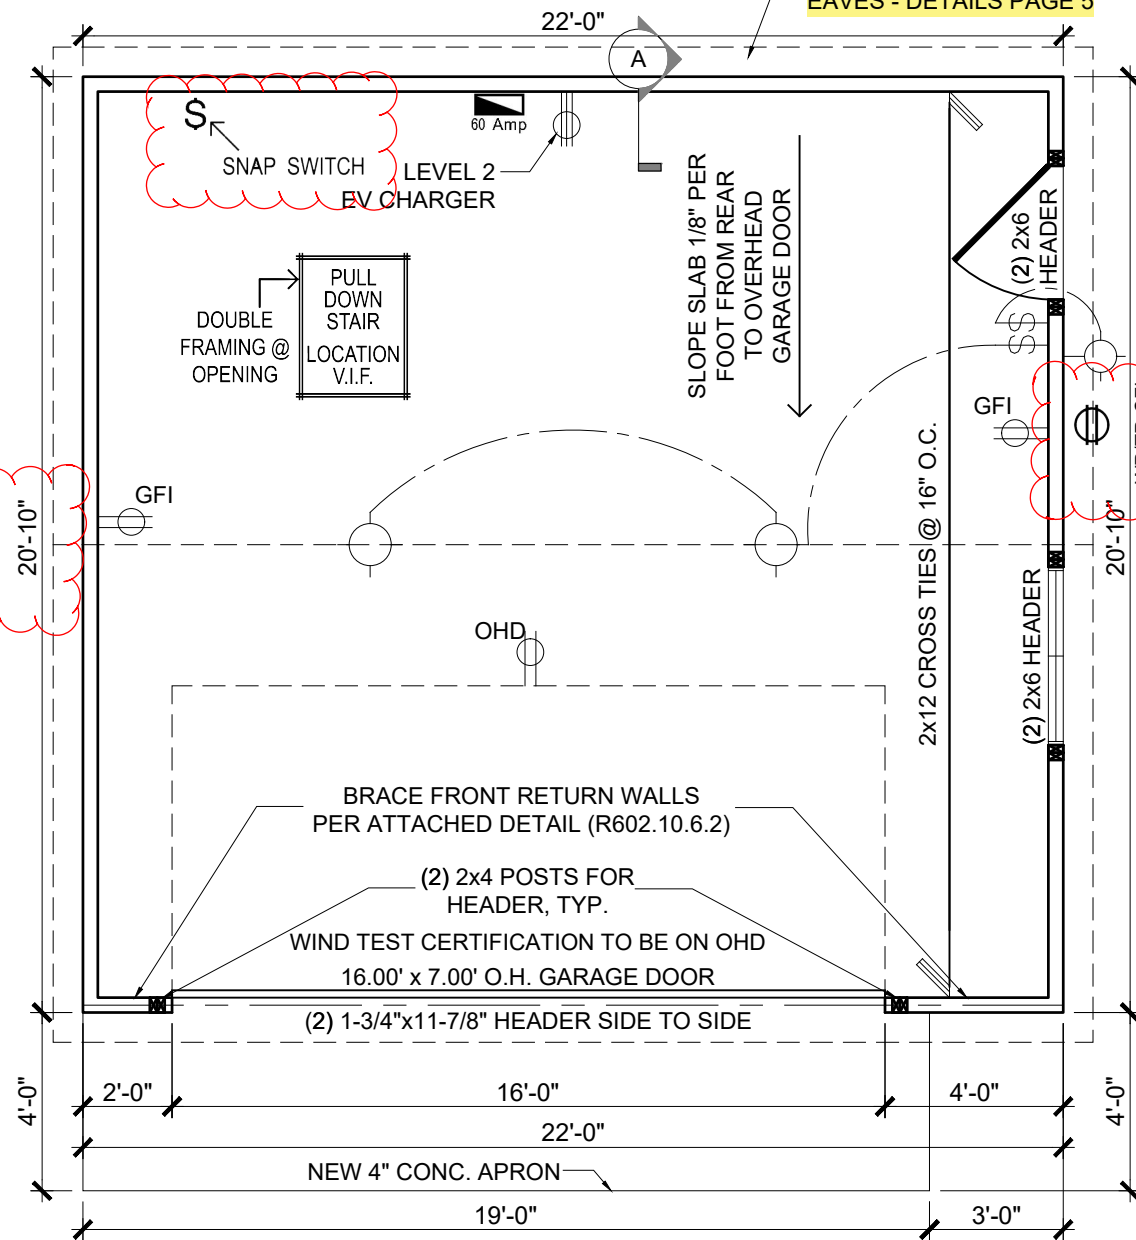 EAVES - DETAILS PAGE 5
22'-0"
A
$
SNAP SWITCH
60 Amp
LEVEL 2
EV CHARGER
SLOPE SLAB 1/8" PER
FOOT FROM REAR
TO OVERHEAD
GARAGE DOOR
(2) 2x6
HEADER
PULL
DOWN
STAIR
LOCATION
V.I.F.
DOUBLE
FRAMING @
OPENING
SS
GFI
GFI
20'-10"
20'-10"
2x12 CROSS TIES @ 16" O.C.
(2) 2x6 HEADER
OHD
BRACE FRONT RETURN WALLS
PER ATTACHED DETAIL (R602.10.6.2)
(2) 2x4 POSTS FOR
HEADER, TYP.
WIND TEST CERTIFICATION TO BE ON OHD
16.00' x 7.00' O.H. GARAGE DOOR
(2) 1-3/4"x11-7/8" HEADER SIDE TO SIDE
4'-0"
2'-0"
16'-0"
4'-0"
4'-0"
22'-0"
NEW 4" CONC. APRON
19'-0"
3'-0"